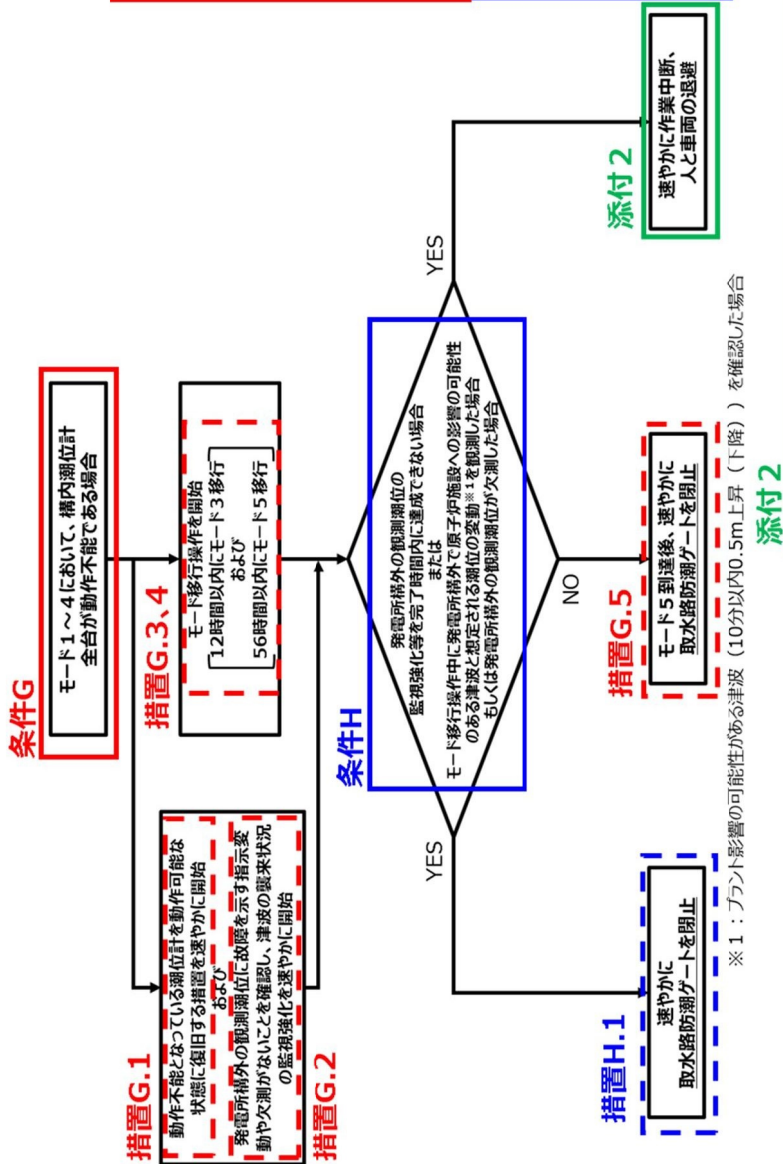 条件G
モード1～4において、構内潮位計
全台が動作不能である場合
措置G.1
動作不能となっている潮位計を動作可能な
状態に復旧する措置を速やかに開始
および
発電所構外の観測潮位に故障を示す指示変
動や欠測がないことを確認し、津波の襲来状況
の監視強化を速やかに開始
措置G.2
措置G.3、4
モード移行操作を開始
12時間以内にモード3移行
および
56時間以内にモード5移行
条件H
発電所構外の観測潮位の
監視強化等を完了時間内に達成できない場合
または
モード移行操作中に発電所構外で原子炉施設への影響の可能性
のある津波と想定される潮位の変動※1を観測した場合
もしくは発電所構外の観測潮位が欠測した場合
YES
NO
YES
措置H.1
速やかに
取水路防潮ゲートを閉止
措置G.5
モード5到達後、速やかに
取水路防潮ゲートを閉止
添付2
速やかに作業中断、
人と車両の退避
※1：プラント影響の可能性がある津波（10分以内0.5m上昇（下降））を確認した場合
添付2